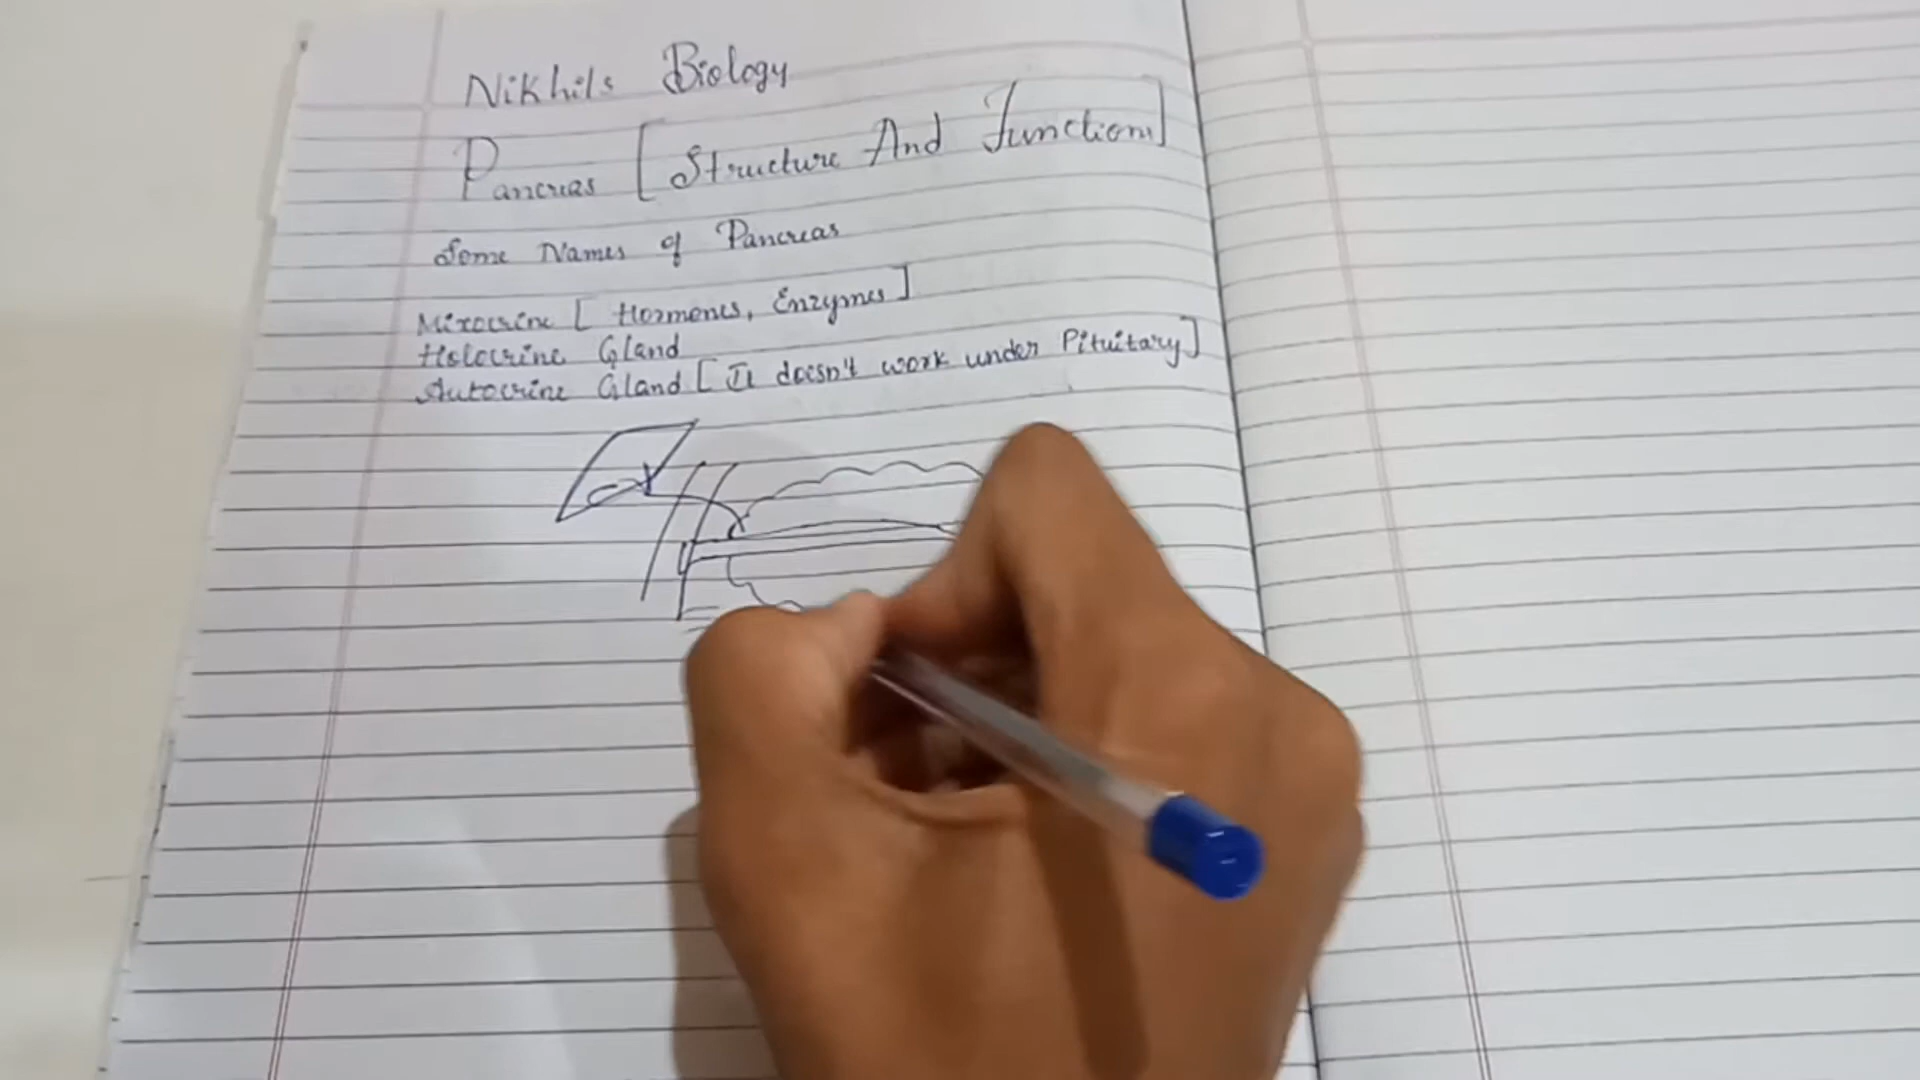 Nikhils Biology
Pancreas [Structure And Function]
Some Names of Pancreas
Mixocrine [Hormones, Enzymes]
Holocrine Gland
Autocrine Gland [It doesn't work under Pituitary]